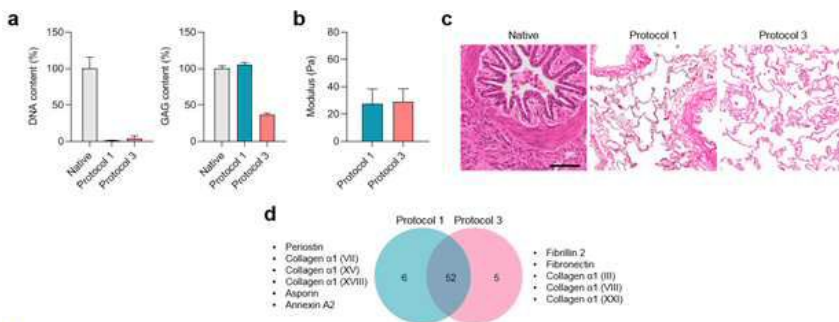 a
DNA content (%)
150
100
50
0
Native
Protocol 1
Protocol 3
GAG content (%)
150
100
50
0
Native
Protocol 1
Protocol 3
b
Modulus (Pa)
80
60
40
20
0
Protocol 1
Protocol 3
c
Native
Protocol 1
Protocol 3
d
Protocol 1
Protocol 3
• Periostin
• Collagen α1 (VII)
• Collagen α1 (XV)
• Collagen α1 (XVIII)
• Asporin
• Annexin A2
6
52
5
• Fibrillin 2
• Fibronectin
• Collagen α1 (III)
• Collagen α1 (VIII)
• Collagen α1 (XXI)